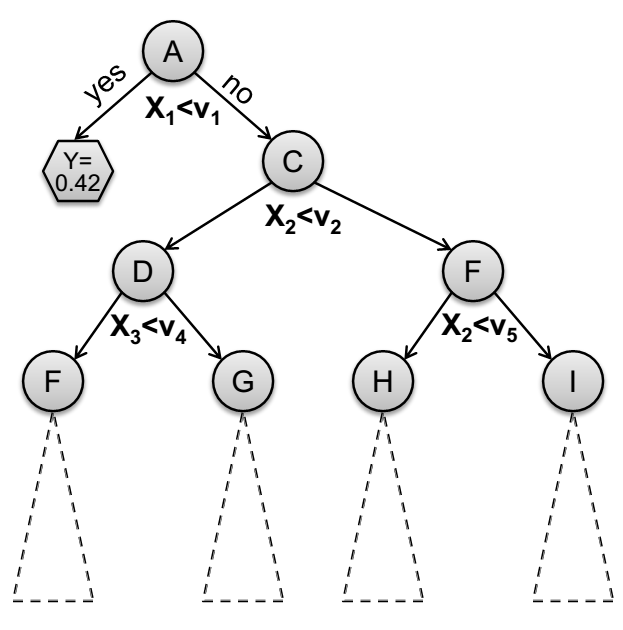 A
yes
no
X₁<v₁
Y=
0.42
C
X₂<v₂
D
F
X₃<v₄
X₂<v₅
F
G
H
I